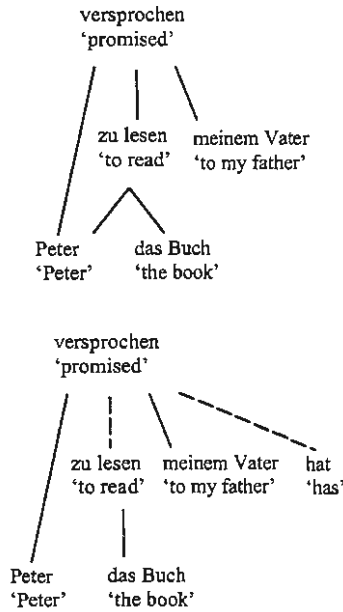 versprochen
'promised'
zu lesen meinem Vater
'to read' 'to my father'
Peter das Buch
'Peter' 'the book'
versprochen
'promised'
zu lesen meinem Vater hat
'to read' 'to my father' 'has'
Peter das Buch
'Peter' 'the book'